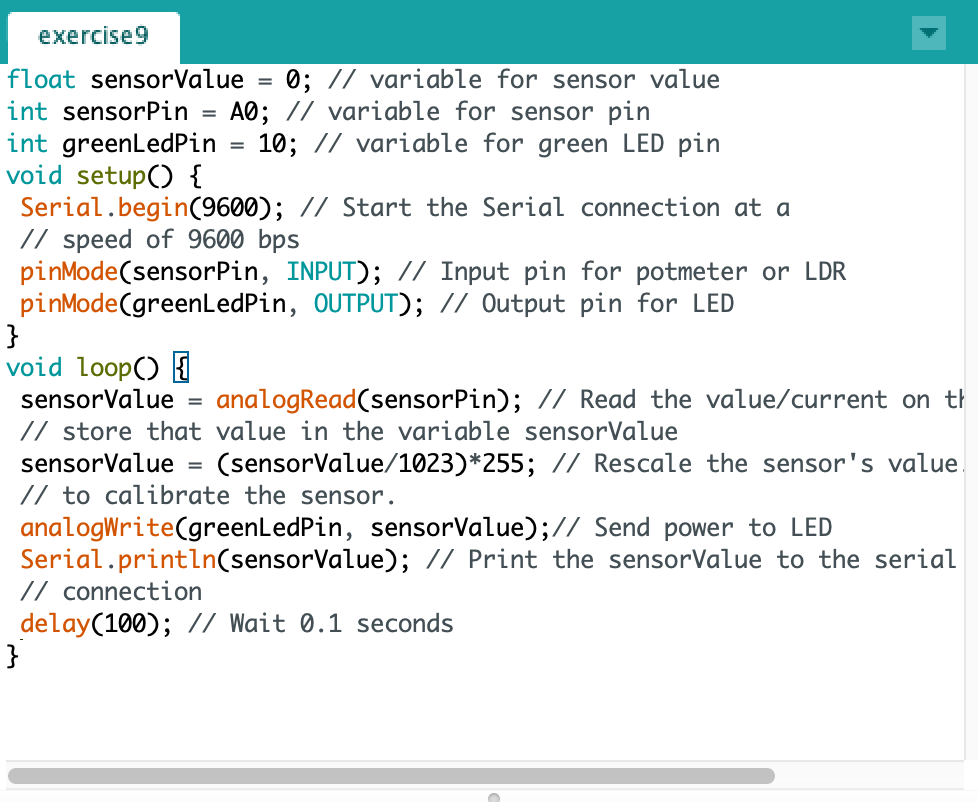 exercise9
float sensorValue = 0; // variable for sensor value
int sensorPin = A0; // variable for sensor pin
int greenLedPin = 10; // variable for green LED pin
void setup() {
 Serial.begin(9600); // Start the Serial connection at a
 // speed of 9600 bps
 pinMode(sensorPin, INPUT); // Input pin for potmeter or LDR
 pinMode(greenLedPin, OUTPUT); // Output pin for LED
}
void loop() {
 sensorValue = analogRead(sensorPin); // Read the value/current on
 // store that value in the variable sensorValue
 sensorValue = (sensorValue/1023)*255; // Rescale the sensor's value
 // to calibrate the sensor.
 analogWrite(greenLedPin, sensorValue);// Send power to LED
 Serial.println(sensorValue); // Print the sensorValue to the serial
 // connection
 delay(100); // Wait 0.1 seconds
}